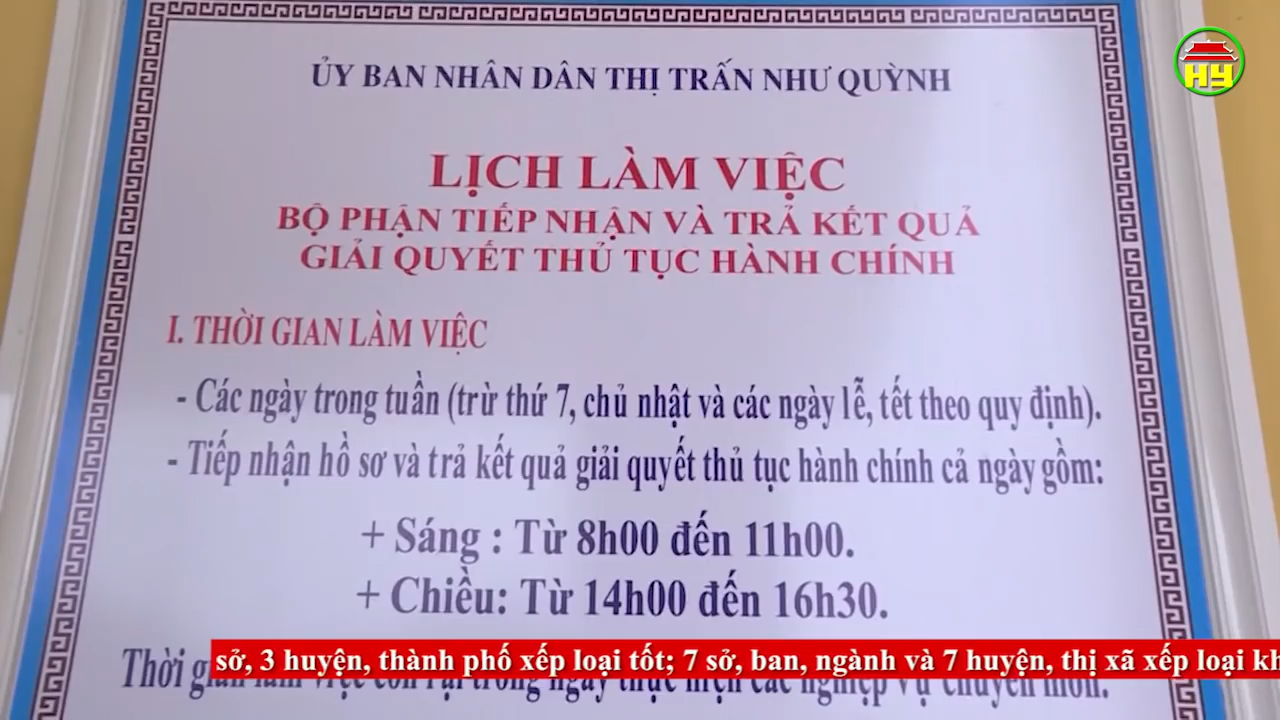 HY
ỦY BAN NHÂN DÂN THỊ TRẤN NHƯ QUỲNH
LỊCH LÀM VIỆC
BỘ PHẬN TIẾP NHẬN VÀ TRẢ KẾT QUẢ
GIẢI QUYẾT THỦ TỤC HÀNH CHÍNH
I. THỜI GIAN LÀM VIỆC
- Các ngày trong tuần (trừ thứ 7, chủ nhật và các ngày lễ, tết theo quy định).
- Tiếp nhận hồ sơ và trả kết quả giải quyết thủ tục hành chính cả ngày gồm:
+ Sáng : Từ 8h00 đến 11h00.
+ Chiều: Từ 14h00 đến 16h30.
Thời
sở, 3 huyện, thành phố xếp loại tốt; 7 sở, ban, ngành và 7 huyện, thị xã xếp loại kh